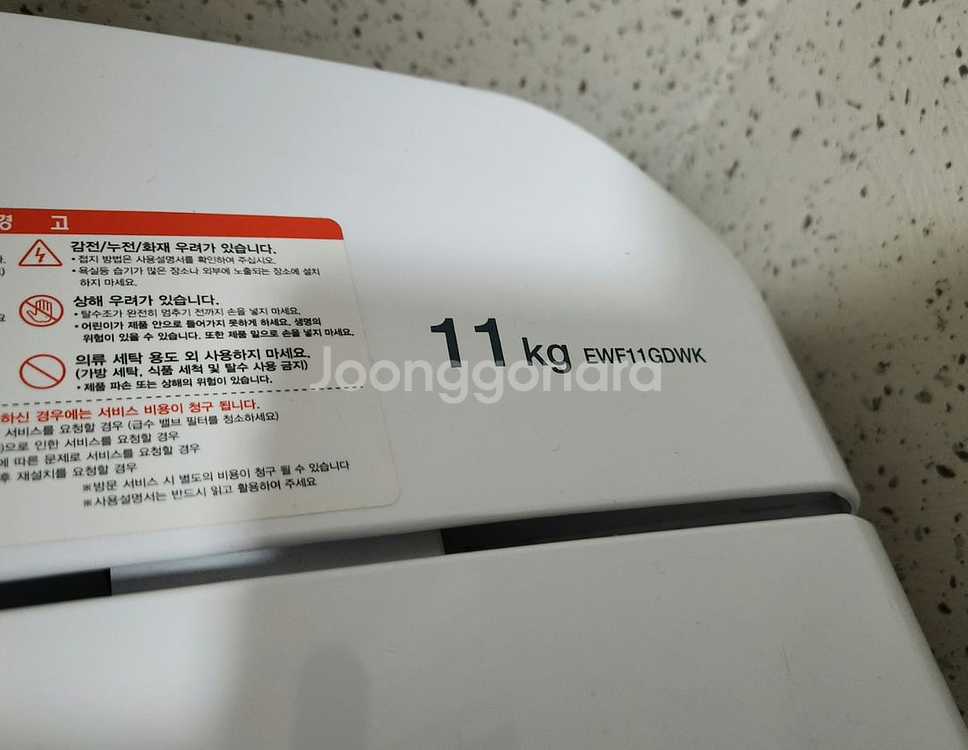 경 고
감전/누전/화재 우려가 있습니다.
• 접지 방법은 사용설명서를 확인하여 주십시오.
• 욕실등 습기가 많은 장소나 외부에 노출되는 장소에 설치
하지 마세요.
상해 우려가 있습니다.
• 탈수조가 완전히 멈추기 전까지 손을 넣지 마세요.
• 어린이가 제품 안으로 들어가지 못하게 하세요. 생명의
위험이 있을 수 있습니다. 또한 제품 밑으로 손을 넣지 마세요.
의류 세탁 용도 외 사용하지 마세요.
(가방 세탁, 식품 세척 및 탈수 사용 금지)
• 제품 파손 또는 상해의 위험이 있습니다.
하신 경우에는 서비스 비용이 청구 됩니다.
서비스를 요청할 경우 (급수 밸브 필터를 청소하세요)
)으로 인한 서비스를 요청할 경우
에 따른 문제로 서비스를 요청할 경우
후 재설치를 요청할 경우
※방문 서비스 시 별도의 비용이 청구 될 수 있습니다
※사용설명서는 반드시 읽고 활용하여 주세요
11 kg EWF11GDWK
Joonggonara